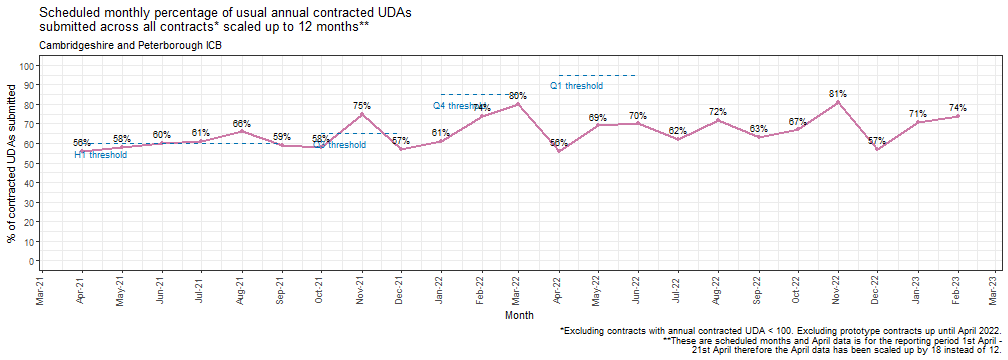 Scheduled monthly percentage of usual annual contracted UDAs
submitted across all contracts* scaled up to 12 months**
Cambridgeshire and Peterborough ICB
% of contracted UDAs submitted
100
90
80
70
60
50
40
30
20
10
0
56%
58%
60%
61%
66%
59%
58%
75%
57%
61%
74%
80%
56%
69%
70%
62%
72%
63%
67%
81%
57%
71%
74%
H1 threshold
threshold
Q4 threshold
Q1 threshold
Mar-21
Apr-21
May-21
Jun-21
Jul-21
Aug-21
Sep-21
Oct-21
Nov-21
Dec-21
Jan-22
Feb-22
Mar-22
Apr-22
May-22
Jun-22
Jul-22
Aug-22
Sep-22
Oct-22
Nov-22
Dec-22
Jan-23
Feb-23
Mar-23
Month
*Excluding contracts with annual contracted UDA < 100. Excluding prototype contracts up until April 2022.
**These are scheduled months and April data is for the reporting period 1st April -
21st April therefore the April data has been scaled up by 18 instead of 12.